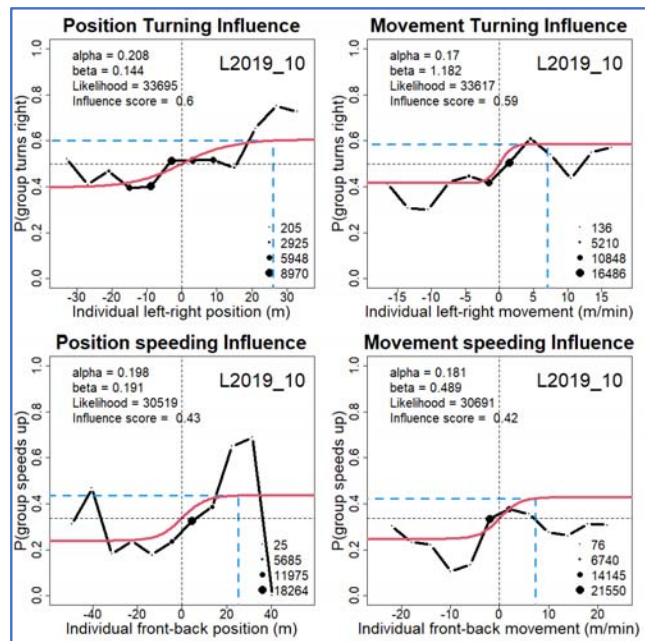 Position Turning Influence
alpha = 0.208
beta = 0.144
Likelihood = 33695
Influence score = 0.6
L2019_10
P(group turns right)
0.0 0.2 0.4 0.6 0.8 1.0
205
2925
5948
8970
-30 -20 -10 0 10 20 30
Individual left-right position (m)
Movement Turning Influence
alpha = 0.17
beta = 1.182
Likelihood = 33617
Influence score = 0.59
L2019_10
P(group turns right)
0.0 0.2 0.4 0.6 0.8 1.0
136
5210
10848
16486
-15 -10 -5 0 5 10 15
Individual left-right movement (m/min)
Position speeding Influence
alpha = 0.198
beta = 0.191
Likelihood = 30519
Influence score = 0.43
L2019_10
P(group speeds up)
0.0 0.2 0.4 0.6 0.8 1.0
25
5685
11975
18264
-40 -20 0 20 40
Individual front-back position (m)
Movement speeding Influence
alpha = 0.181
beta = 0.489
Likelihood = 30691
Influence score = 0.42
L2019_10
P(group speeds up)
0.0 0.2 0.4 0.6 0.8 1.0
76
6740
14145
21550
-20 -10 0 10 20
Individual front-back movement (m/min)